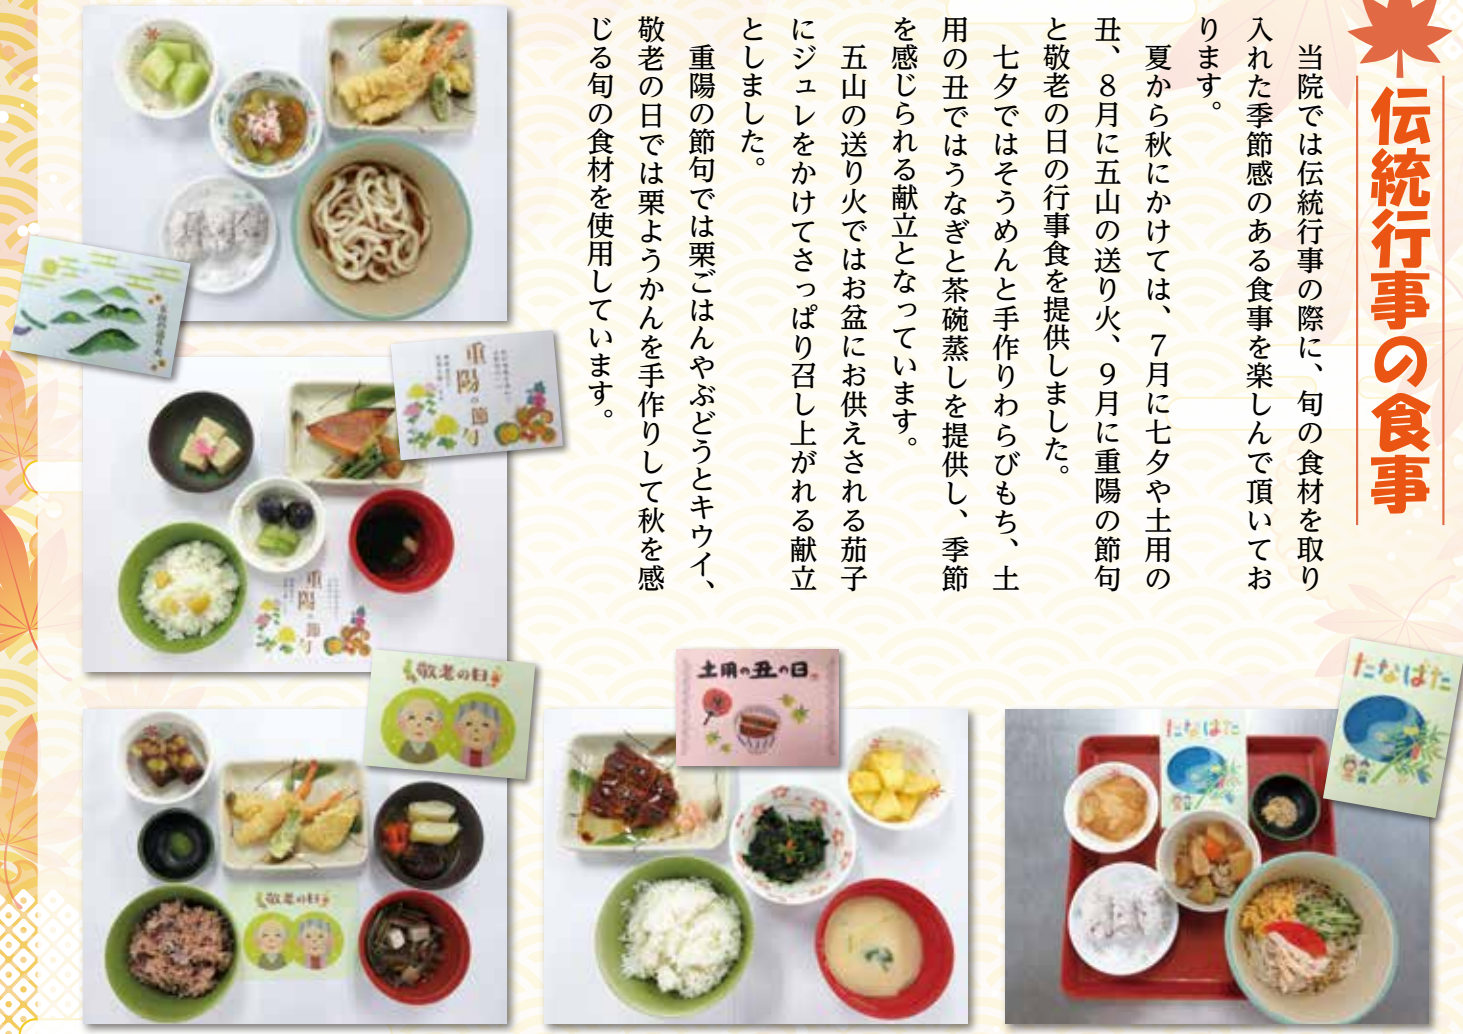 伝統行事の食事
　当院では伝統行事の際に、旬の食材を取り
入れた季節感のある食事を楽しんで頂いてお
ります。
　夏から秋にかけては、７月に七夕や土用の
丑、８月に五山の送り火、９月に重陽の節句
と敬老の日の行事食を提供しました。
　七夕ではそうめんと手作りわらびもち、土
用の丑ではうなぎと茶碗蒸しを提供し、季節
を感じられる献立となっています。
　五山の送り火ではお盆にお供えされる茄子
にジュレをかけてさっぱり召し上がれる献立
としました。
　重陽の節句では栗ごはんやぶどうとキウイ、
敬老の日では栗ようかんを手作りして秋を感
じる旬の食材を使用しています。
重陽の節句
重陽の節句
敬老の日
敬老の日
土用の丑の日
たなばた
たなばた